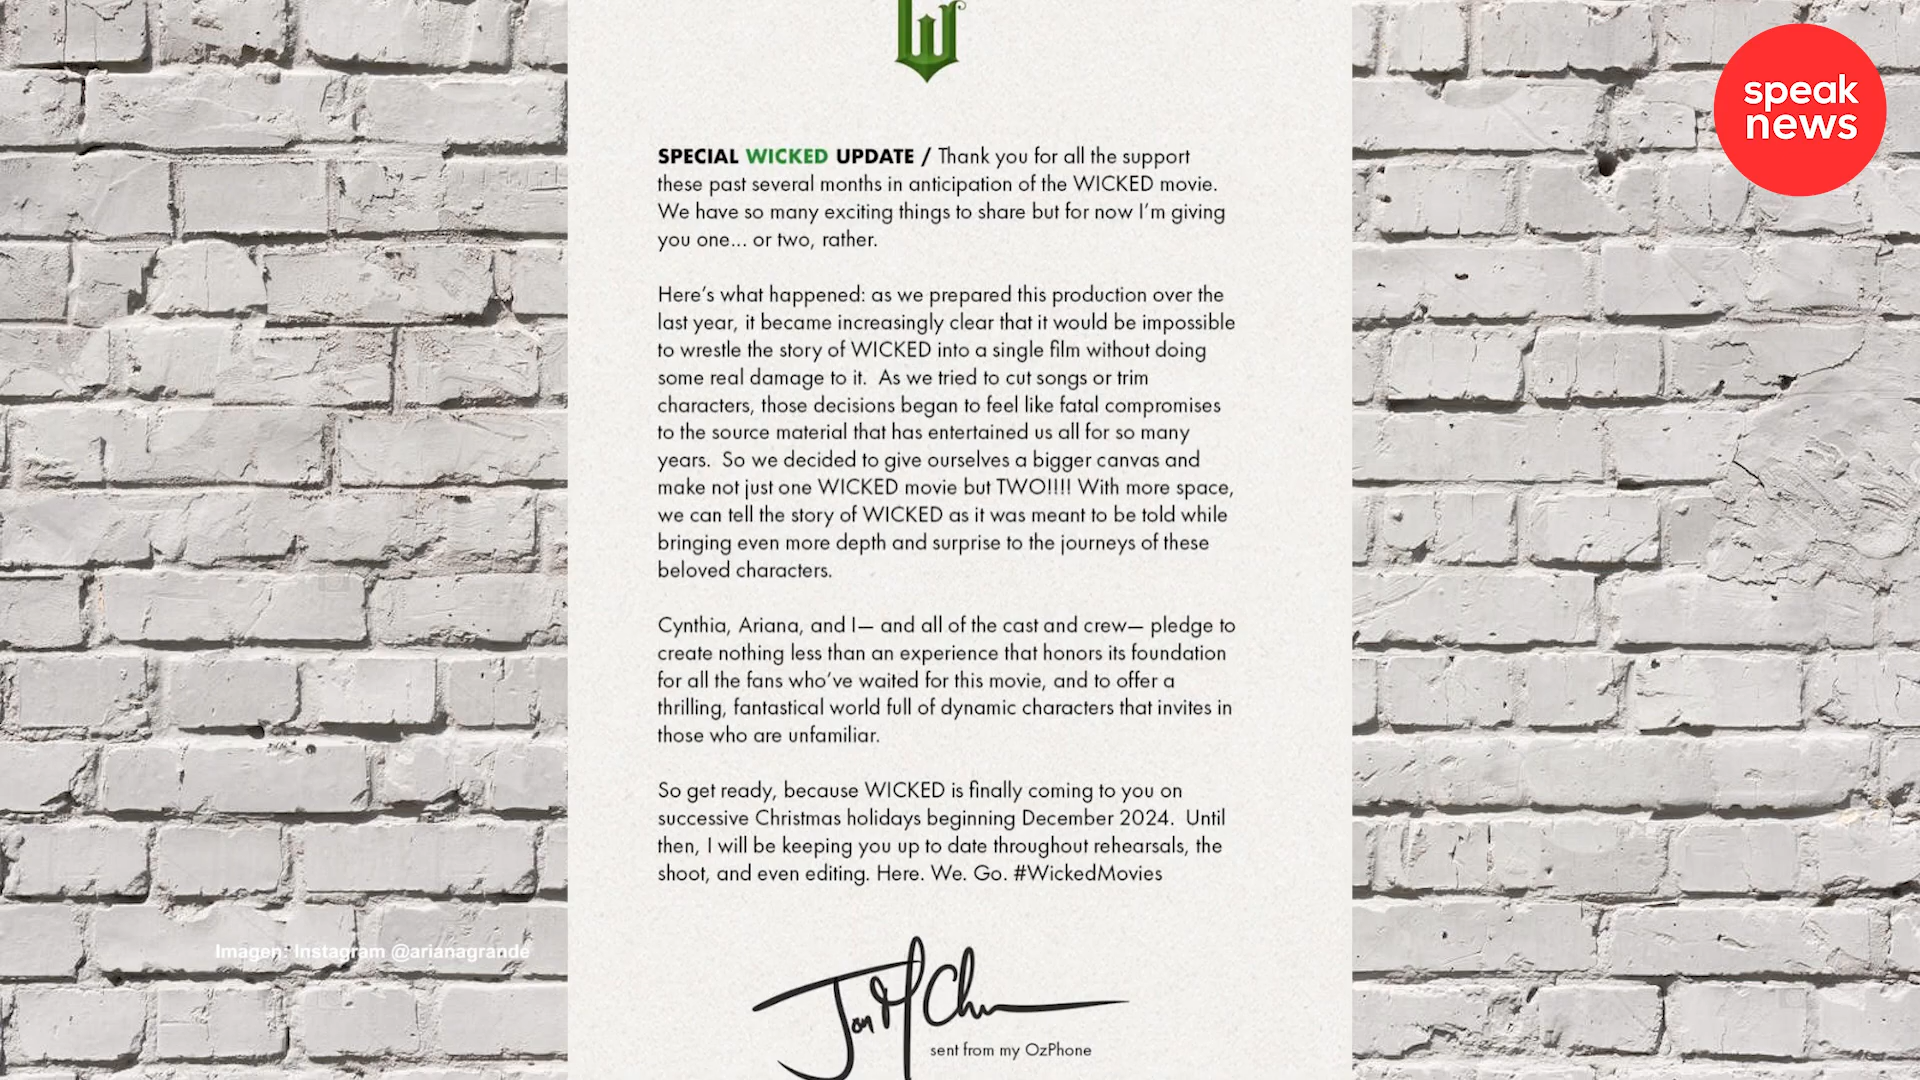 W
speak
news
SPECIAL WICKED UPDATE / Thank you for all the support
these past several months in anticipation of the WICKED movie.
We have so many exciting things to share but for now I’m giving
you one... or two, rather.
Here’s what happened: as we prepared this production over the
last year, it became increasingly clear that it would be impossible
to wrestle the story of WICKED into a single film without doing
some real damage to it.  As we tried to cut songs or trim
characters, those decisions began to feel like fatal compromises
to the source material that has entertained us all for so many
years.  So we decided to give ourselves a bigger canvas and
make not just one WICKED movie but TWO!!!! With more space,
we can tell the story of WICKED as it was meant to be told while
bringing even more depth and surprise to the journeys of these
beloved characters.
Cynthia, Ariana, and I— and all of the cast and crew— pledge to
create nothing less than an experience that honors its foundation
for all the fans who’ve waited for this movie, and to offer a
thrilling, fantastical world full of dynamic characters that invites in
those who are unfamiliar.
So get ready, because WICKED is finally coming to you on
successive Christmas holidays beginning December 2024.  Until
then, I will be keeping you up to date throughout rehearsals, the
shoot, and even editing. Here. We. Go. #WickedMovies
Imagen: Instagram @arianagrande
Jon M Chu
sent from my OzPhone